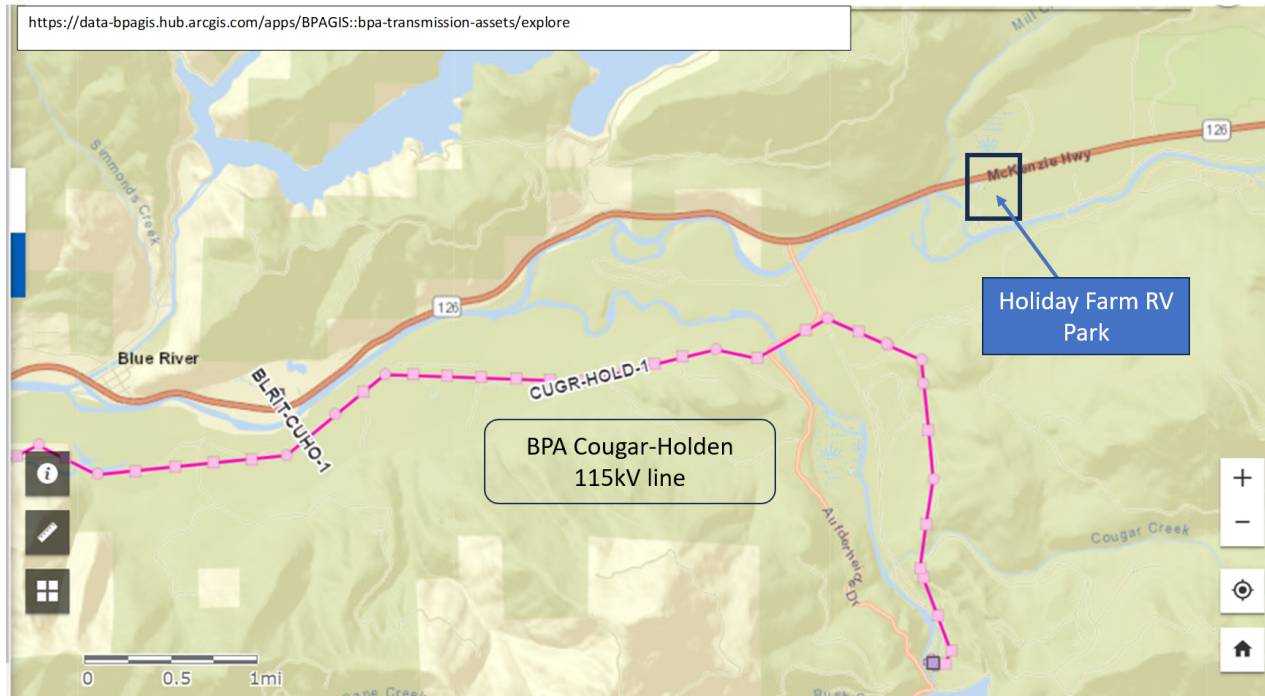 https://data-bpagis.hub.arcgis.com/apps/BPAGIS::bpa-transmission-assets/explore
Mill C
126
McKenzie Hwy
Simmonds Creek
Holiday Farm RV
Park
126
Blue River
BLRIT-CUHO-1
CUGR-HOLD-1
BPA Cougar-Holden
115kV line
Aufderheide Dr
Cougar Creek
0 0.5 1mi